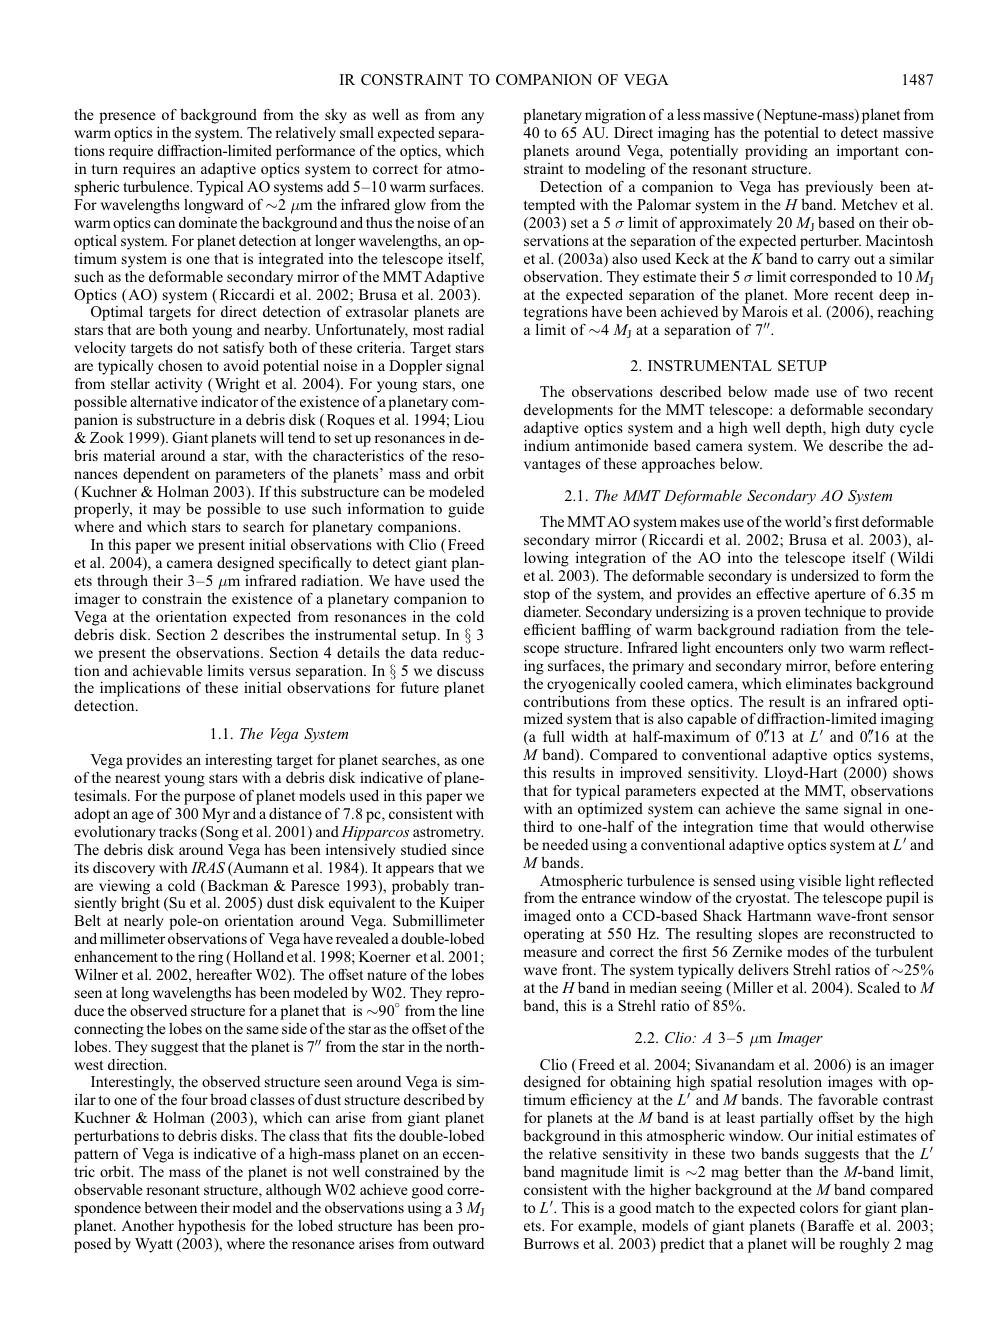 IR CONSTRAINT TO COMPANION OF VEGA 1487
the presence of background from the sky as well as from any
warm optics in the system. The relatively small expected separa-
tions require diffraction-limited performance of the optics, which
in turn requires an adaptive optics system to correct for atmo-
spheric turbulence. Typical AO systems add 5–10 warm surfaces.
For wavelengths longward of ∼2 μm the infrared glow from the
warm optics can dominate the background and thus the noise of an
optical system. For planet detection at longer wavelengths, an op-
timum system is one that is integrated into the telescope itself,
such as the deformable secondary mirror of the MMT Adaptive
Optics (AO) system (Riccardi et al. 2002; Brusa et al. 2003).
Optimal targets for direct detection of extrasolar planets are
stars that are both young and nearby. Unfortunately, most radial
velocity targets do not satisfy both of these criteria. Target stars
are typically chosen to avoid potential noise in a Doppler signal
from stellar activity (Wright et al. 2004). For young stars, one
possible alternative indicator of the existence of a planetary com-
panion is substructure in a debris disk (Roques et al. 1994; Liou
& Zook 1999). Giant planets will tend to set up resonances in de-
bris material around a star, with the characteristics of the reso-
nances dependent on parameters of the planets' mass and orbit
(Kuchner & Holman 2003). If this substructure can be modeled
properly, it may be possible to use such information to guide
where and which stars to search for planetary companions.
In this paper we present initial observations with Clio (Freed
et al. 2004), a camera designed specifically to detect giant plan-
ets through their 3–5 μm infrared radiation. We have used the
imager to constrain the existence of a planetary companion to
Vega at the orientation expected from resonances in the cold
debris disk. Section 2 describes the instrumental setup. In § 3
we present the observations. Section 4 details the data reduc-
tion and achievable limits versus separation. In § 5 we discuss
the implications of these initial observations for future planet
detection.
1.1. The Vega System
Vega provides an interesting target for planet searches, as one
of the nearest young stars with a debris disk indicative of plane-
tesimals. For the purpose of planet models used in this paper we
adopt an age of 300 Myr and a distance of 7.8 pc, consistent with
evolutionary tracks (Song et al. 2001) and Hipparcos astrometry.
The debris disk around Vega has been intensively studied since
its discovery with IRAS (Aumann et al. 1984). It appears that we
are viewing a cold (Backman & Paresce 1993), probably tran-
siently bright (Su et al. 2005) dust disk equivalent to the Kuiper
Belt at nearly pole-on orientation around Vega. Submillimeter
and millimeter observations of Vega have revealed a double-lobed
enhancement to the ring (Holland et al. 1998; Koerner et al. 2001;
Wilner et al. 2002, hereafter W02). The offset nature of the lobes
seen at long wavelengths has been modeled by W02. They repro-
duce the observed structure for a planet that is ∼90° from the line
connecting the lobes on the same side of the star as the offset of the
lobes. They suggest that the planet is 7″ from the star in the north-
west direction.
Interestingly, the observed structure seen around Vega is sim-
ilar to one of the four broad classes of dust structure described by
Kuchner & Holman (2003), which can arise from giant planet
perturbations to debris disks. The class that fits the double-lobed
pattern of Vega is indicative of a high-mass planet on an eccen-
tric orbit. The mass of the planet is not well constrained by the
observable resonant structure, although W02 achieve good corre-
spondence between their model and the observations using a 3 MJ
planet. Another hypothesis for the lobed structure has been pro-
posed by Wyatt (2003), where the resonance arises from outward
planetary migration of a less massive (Neptune-mass) planet from
40 to 65 AU. Direct imaging has the potential to detect massive
planets around Vega, potentially providing an important con-
straint to modeling of the resonant structure.
Detection of a companion to Vega has previously been at-
tempted with the Palomar system in the H band. Metchev et al.
(2003) set a 5 σ limit of approximately 20 MJ based on their ob-
servations at the separation of the expected perturber. Macintosh
et al. (2003a) also used Keck at the K band to carry out a similar
observation. They estimate their 5 σ limit corresponded to 10 MJ
at the expected separation of the planet. More recent deep in-
tegrations have been achieved by Marois et al. (2006), reaching
a limit of ∼4 MJ at a separation of 7″.
2. INSTRUMENTAL SETUP
The observations described below made use of two recent
developments for the MMT telescope: a deformable secondary
adaptive optics system and a high well depth, high duty cycle
indium antimonide based camera system. We describe the ad-
vantages of these approaches below.
2.1. The MMT Deformable Secondary AO System
The MMT AO system makes use of the world's first deformable
secondary mirror (Riccardi et al. 2002; Brusa et al. 2003), al-
lowing integration of the AO into the telescope itself (Wildi
et al. 2003). The deformable secondary is undersized to form the
stop of the system, and provides an effective aperture of 6.35 m
diameter. Secondary undersizing is a proven technique to provide
efficient baffling of warm background radiation from the tele-
scope structure. Infrared light encounters only two warm reflect-
ing surfaces, the primary and secondary mirror, before entering
the cryogenically cooled camera, which eliminates background
contributions from these optics. The result is an infrared opti-
mized system that is also capable of diffraction-limited imaging
(a full width at half-maximum of 0.″13 at L′ and 0.″16 at the
M band). Compared to conventional adaptive optics systems,
this results in improved sensitivity. Lloyd-Hart (2000) shows
that for typical parameters expected at the MMT, observations
with an optimized system can achieve the same signal in one-
third to one-half of the integration time that would otherwise
be needed using a conventional adaptive optics system at L′ and
M bands.
Atmospheric turbulence is sensed using visible light reflected
from the entrance window of the cryostat. The telescope pupil is
imaged onto a CCD-based Shack Hartmann wave-front sensor
operating at 550 Hz. The resulting slopes are reconstructed to
measure and correct the first 56 Zernike modes of the turbulent
wave front. The system typically delivers Strehl ratios of ∼25%
at the H band in median seeing (Miller et al. 2004). Scaled to M
band, this is a Strehl ratio of 85%.
2.2. Clio: A 3–5 μm Imager
Clio (Freed et al. 2004; Sivanandam et al. 2006) is an imager
designed for obtaining high spatial resolution images with op-
timum efficiency at the L′ and M bands. The favorable contrast
for planets at the M band is at least partially offset by the high
background in this atmospheric window. Our initial estimates of
the relative sensitivity in these two bands suggests that the L′
band magnitude limit is ∼2 mag better than the M-band limit,
consistent with the higher background at the M band compared
to L′. This is a good match to the expected colors for giant plan-
ets. For example, models of giant planets (Baraffe et al. 2003;
Burrows et al. 2003) predict that a planet will be roughly 2 mag